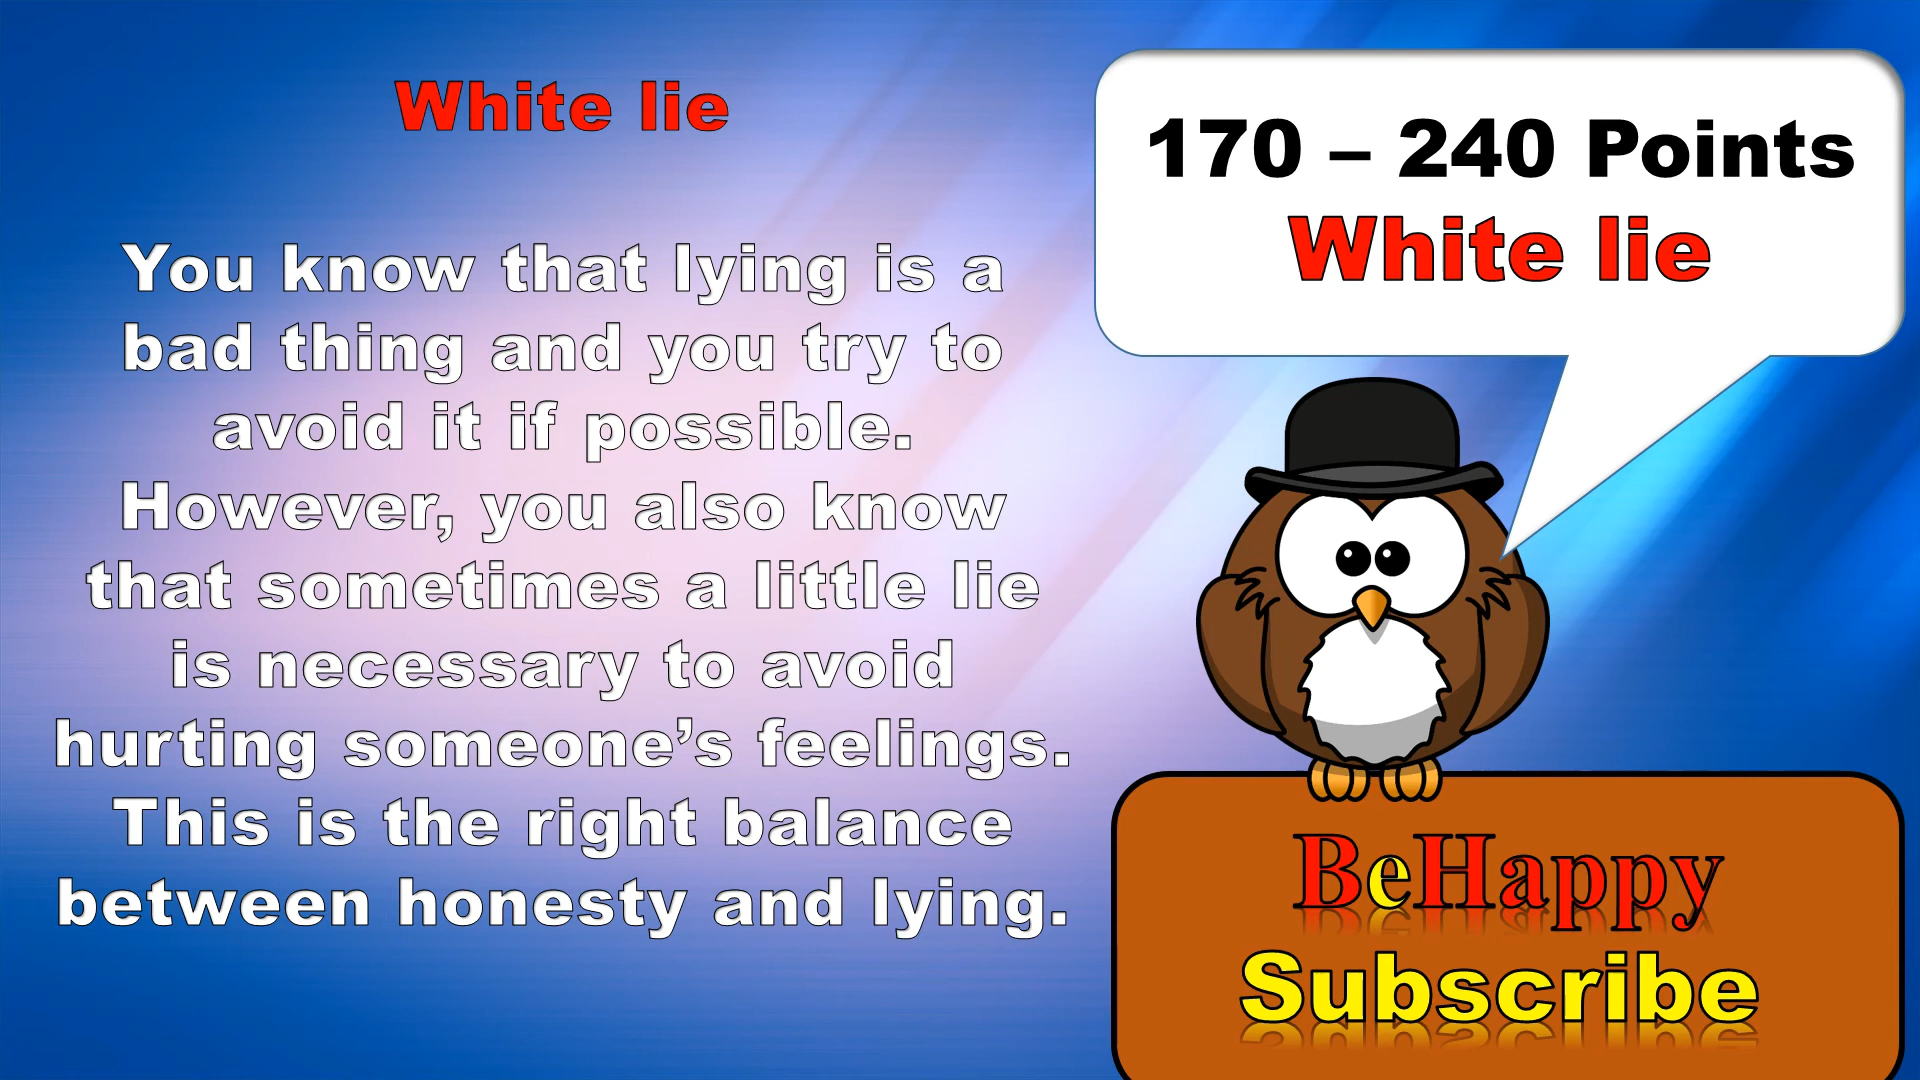 White lie
You know that lying is a
bad thing and you try to
avoid it if possible.
However, you also know
that sometimes a little lie
is necessary to avoid
hurting someone’s feelings.
This is the right balance
between honesty and lying.
170 – 240 Points
White lie
BeHappy
Subscribe